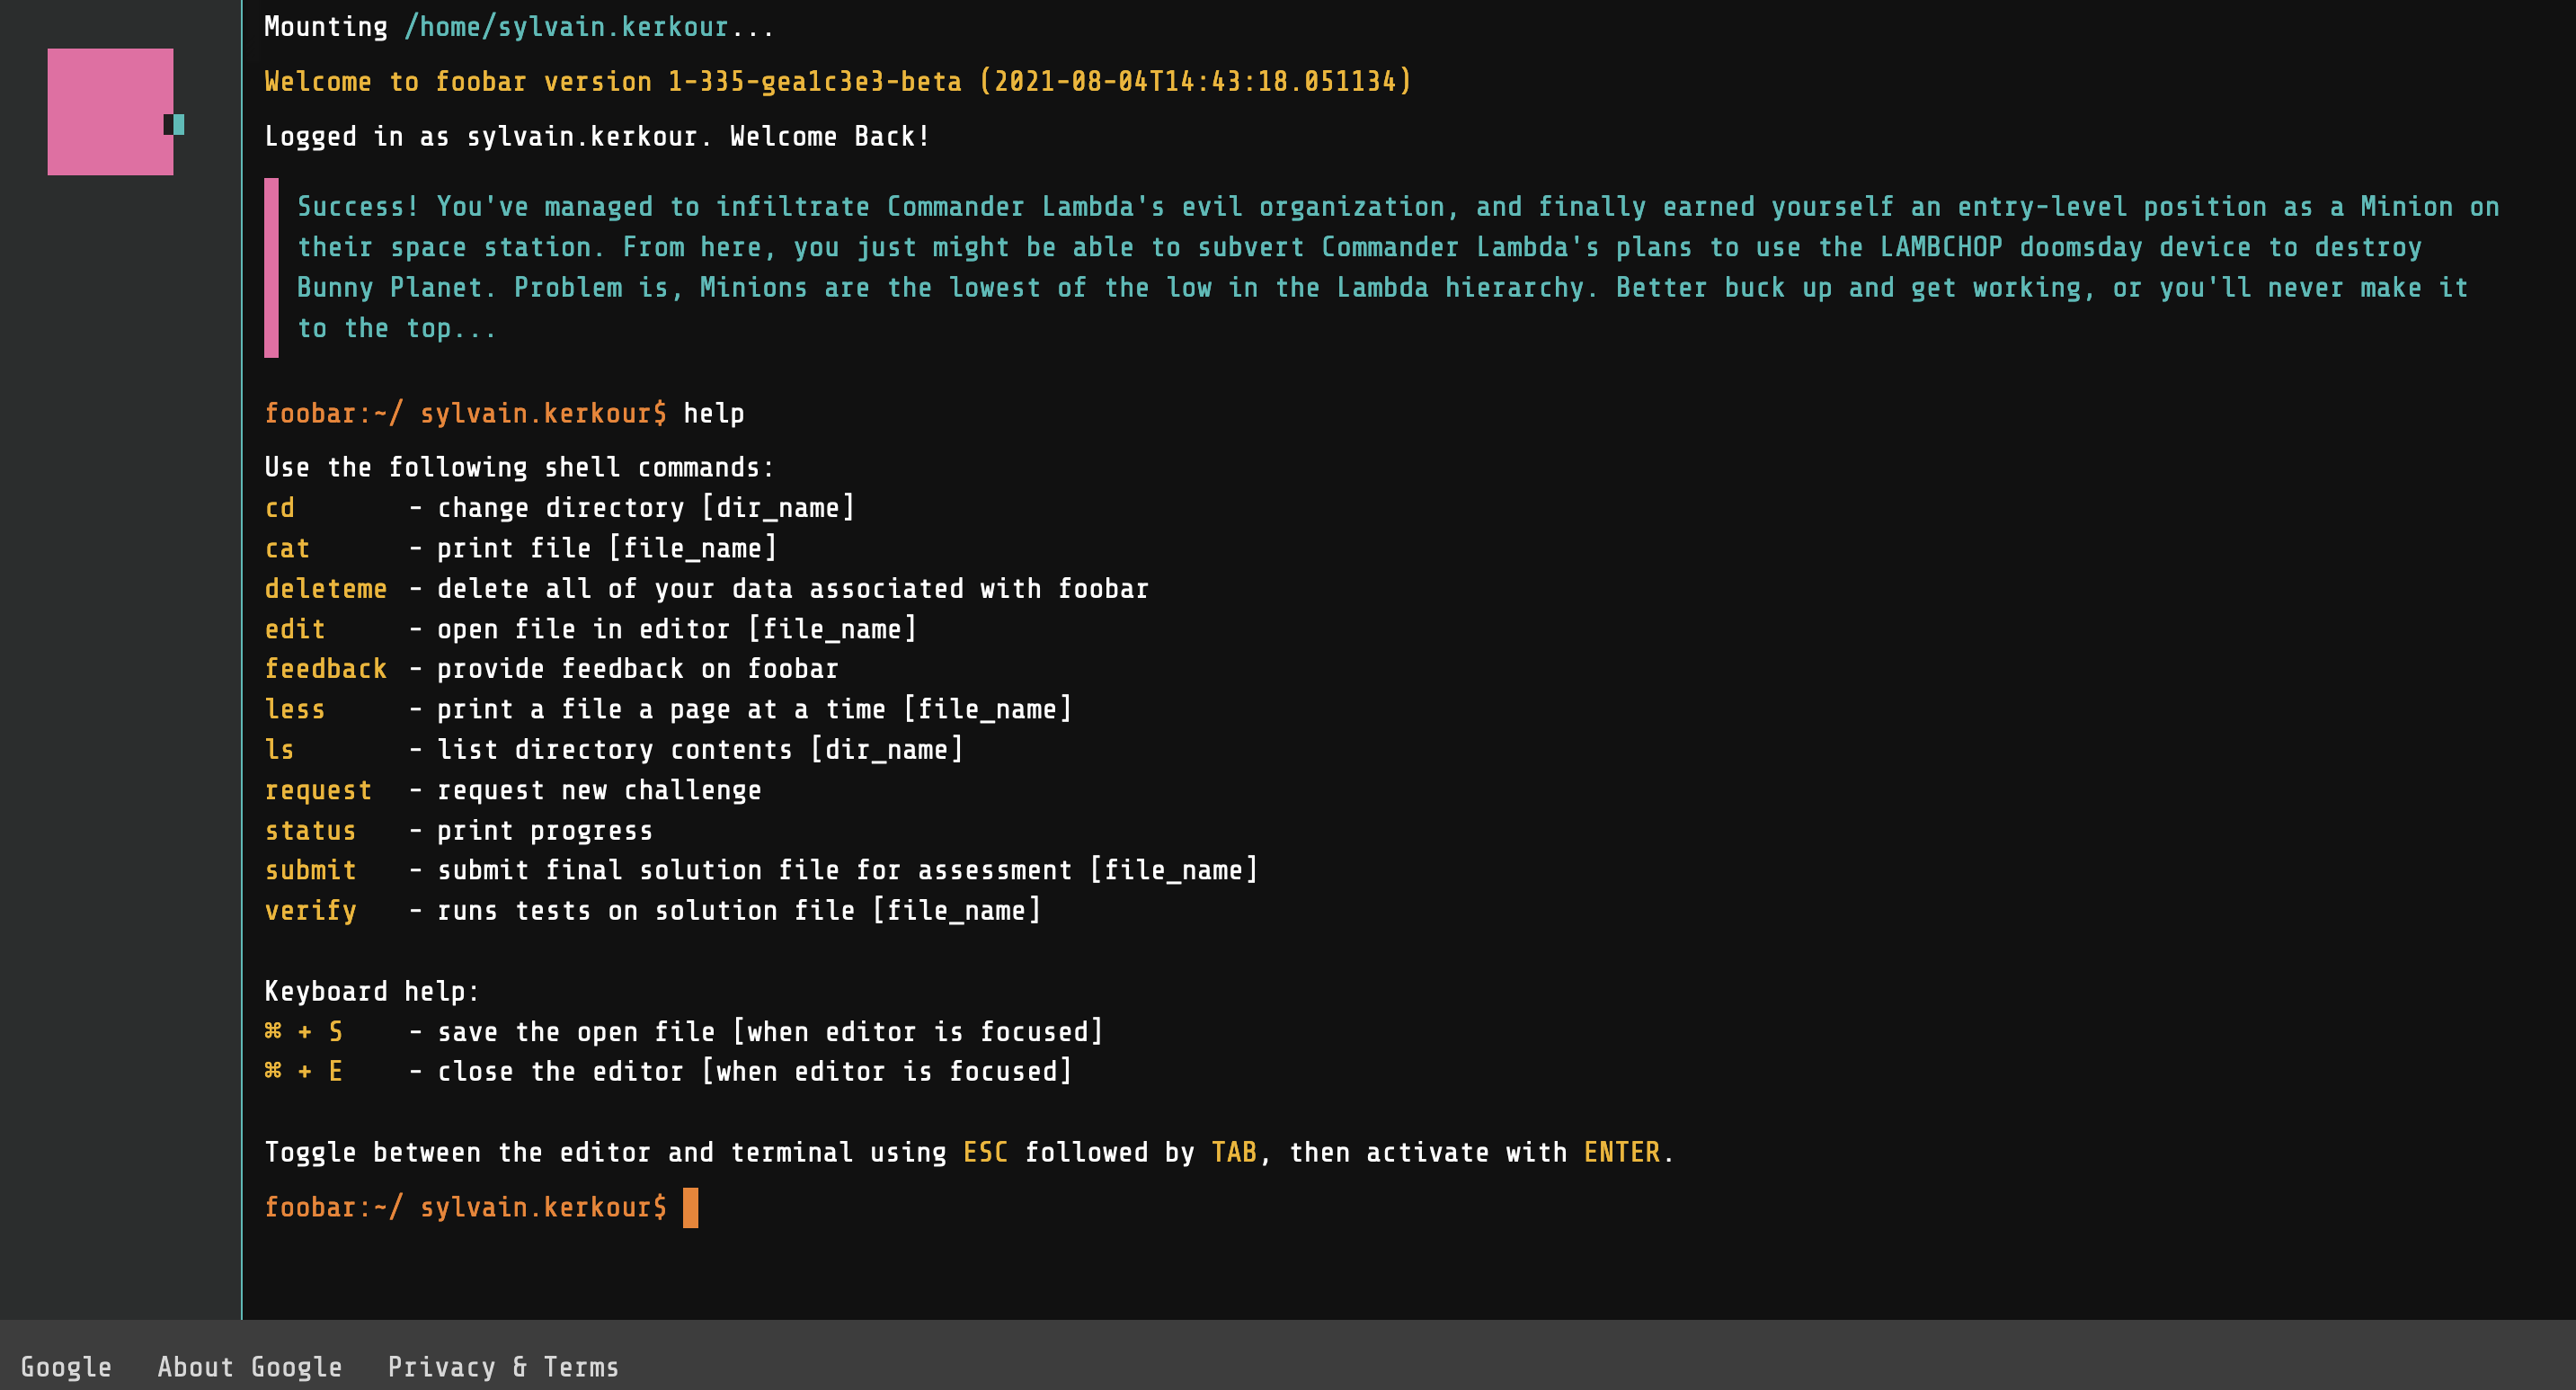 Mounting /home/sylvain.kerkour...
Welcome to foobar version 1-335-gea1c3e3-beta (2021-08-04T14:43:18.051134)
Logged in as sylvain.kerkour. Welcome Back!
Success! You've managed to infiltrate Commander Lambda's evil organization, and finally earned yourself an entry-level position as a Minion on
their space station. From here, you just might be able to subvert Commander Lambda's plans to use the LAMBCHOP doomsday device to destroy
Bunny Planet. Problem is, Minions are the lowest of the low in the Lambda hierarchy. Better buck up and get working, or you'll never make it
to the top...
foobar:~/ sylvain.kerkour$ help
Use the following shell commands:
cd - change directory [dir_name]
cat - print file [file_name]
deleteme - delete all of your data associated with foobar
edit - open file in editor [file_name]
feedback - provide feedback on foobar
less - print a file a page at a time [file_name]
ls - list directory contents [dir_name]
request - request new challenge
status - print progress
submit - submit final solution file for assessment [file_name]
verify - runs tests on solution file [file_name]
Keyboard help:
⌘ + S - save the open file [when editor is focused]
⌘ + E - close the editor [when editor is focused]
Toggle between the editor and terminal using ESC followed by TAB, then activate with ENTER.
foobar:~/ sylvain.kerkour$
Google About Google Privacy & Terms